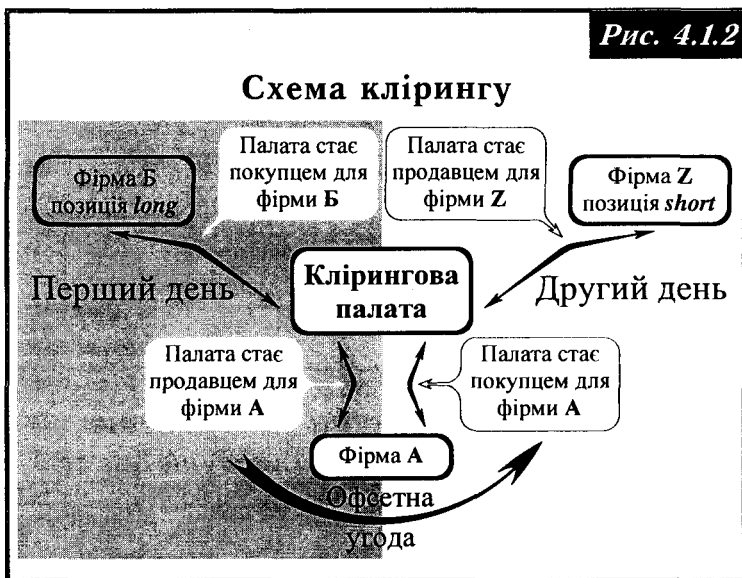 Рис. 4.1.2
Схема клірингу
Фірма Б
позиція long
Палата стає
покупцем для
фірми Б
Палата стає
продавцем для
фірми Z
Фірма Z
позиція short
Перший день
Клірингова
палата
Другий день
Палата стає
продавцем для
фірми А
Палата стає
покупцем для
фірми А
Фірма А
Офсетна
угода